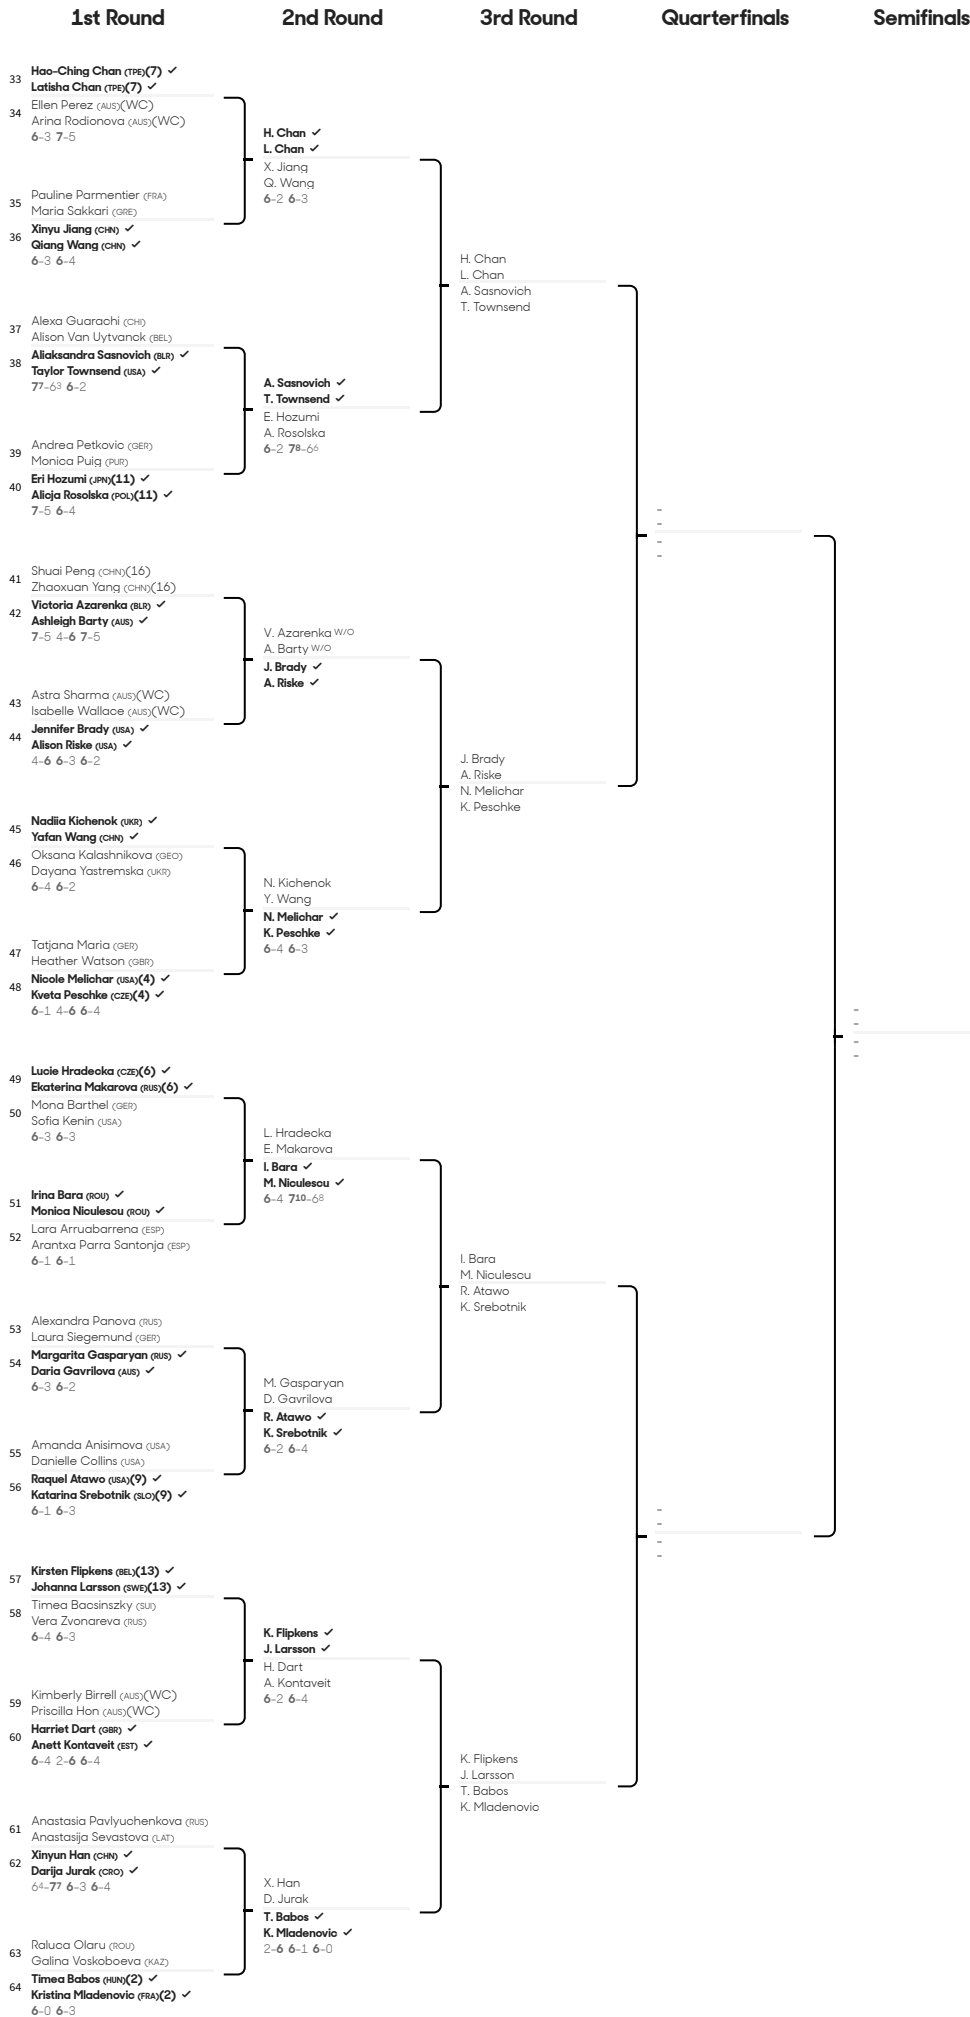 1st Round
2nd Round
3rd Round
Quarterfinals
Semifinals
33
Hao-Ching Chan (TPE)(7) ✓
Latisha Chan (TPE)(7) ✓
34
Ellen Perez (AUS)(WC)
Arina Rodionova (AUS)(WC)
6-3 7-5
35
Pauline Parmentier (FRA)
Maria Sakkari (GRE)
36
Xinyu Jiang (CHN) ✓
Qiang Wang (CHN) ✓
6-3 6-4
37
Alexa Guarachi (CHI)
Alison Van Uytvanck (BEL)
38
Aliaksandra Sasnovich (BLR) ✓
Taylor Townsend (USA) ✓
7⁷-6³ 6-2
39
Andrea Petkovic (GER)
Monica Puig (PUR)
40
Eri Hozumi (JPN)(11) ✓
Alicja Rosolska (POL)(11) ✓
7-5 6-4
41
Shuai Peng (CHN)(16)
Zhaoxuan Yang (CHN)(16)
42
Victoria Azarenka (BLR) ✓
Ashleigh Barty (AUS) ✓
7-5 4-6 7-5
43
Astra Sharma (AUS)(WC)
Isabelle Wallace (AUS)(WC)
44
Jennifer Brady (USA) ✓
Alison Riske (USA) ✓
4-6 6-3 6-2
45
Nadiia Kichenok (UKR) ✓
Yafan Wang (CHN) ✓
46
Oksana Kalashnikova (GEO)
Dayana Yastremska (UKR)
6-4 6-2
47
Tatjana Maria (GER)
Heather Watson (GBR)
48
Nicole Melichar (USA)(4) ✓
Kveta Peschke (CZE)(4) ✓
6-1 4-6 6-4
49
Lucie Hradecka (CZE)(6) ✓
Ekaterina Makarova (RUS)(6) ✓
50
Mona Barthel (GER)
Sofia Kenin (USA)
6-3 6-3
51
Irina Bara (ROU) ✓
Monica Niculescu (ROU) ✓
52
Lara Arruabarrena (ESP)
Arantxa Parra Santonja (ESP)
6-1 6-1
53
Alexandra Panova (RUS)
Laura Siegemund (GER)
54
Margarita Gasparyan (RUS) ✓
Daria Gavrilova (AUS) ✓
6-3 6-2
55
Amanda Anisimova (USA)
Danielle Collins (USA)
56
Raquel Atawo (USA)(9) ✓
Katarina Srebotnik (SLO)(9) ✓
6-1 6-3
57
Kirsten Flipkens (BEL)(13) ✓
Johanna Larsson (SWE)(13) ✓
58
Timea Bacsinszky (SUI)
Vera Zvonareva (RUS)
6-4 6-3
59
Kimberly Birrell (AUS)(WC)
Priscilla Hon (AUS)(WC)
60
Harriet Dart (GBR) ✓
Anett Kontaveit (EST) ✓
6-4 2-6 6-4
61
Anastasia Pavlyuchenkova (RUS)
Anastasija Sevastova (LAT)
62
Xinyun Han (CHN) ✓
Darija Jurak (CRO) ✓
6⁴-7⁷ 6-3 6-4
63
Raluca Olaru (ROU)
Galina Voskoboeva (KAZ)
64
Timea Babos (HUN)(2) ✓
Kristina Mladenovic (FRA)(2) ✓
6-0 6-3
H. Chan ✓
L. Chan ✓
X. Jiang
Q. Wang
6-2 6-3
A. Sasnovich ✓
T. Townsend ✓
E. Hozumi
A. Rosolska
6-2 7⁸-6⁶
V. Azarenka W/O
A. Barty W/O
J. Brady ✓
A. Riske ✓
N. Kichenok
Y. Wang
N. Melichar ✓
K. Peschke ✓
6-4 6-3
L. Hradecka
E. Makarova
I. Bara ✓
M. Niculescu ✓
6-4 7¹⁰-6⁸
M. Gasparyan
D. Gavrilova
R. Atawo ✓
K. Srebotnik ✓
6-2 6-4
K. Flipkens ✓
J. Larsson ✓
H. Dart
A. Kontaveit
6-2 6-4
X. Han
D. Jurak
T. Babos ✓
K. Mladenovic ✓
2-6 6-1 6-0
H. Chan
L. Chan
A. Sasnovich
T. Townsend
J. Brady
A. Riske
N. Melichar
K. Peschke
I. Bara
M. Niculescu
R. Atawo
K. Srebotnik
K. Flipkens
J. Larsson
T. Babos
K. Mladenovic
-
-
-
-
-
-
-
-
-
-
-
-